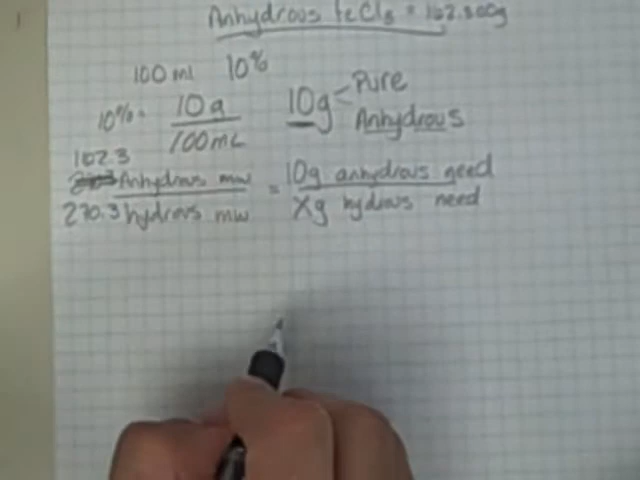 Anhydrous FeCl3 = 162.300g
100 ml 10%
10% = 10g / 100mL
10g < Pure
Anhydrous
162.3
Anhydrous mw = 10g anhydrous need
270.3 hydrous mw Xg hydrous need